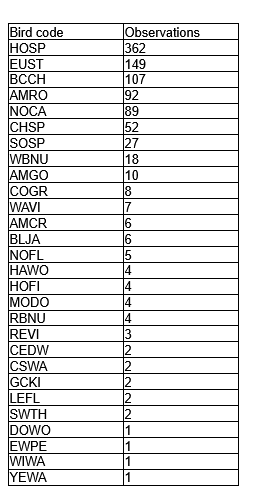 Bird code Observations
HOSP 362
EUST 149
BCCH 107
AMRO 92
NOCA 89
CHSP 52
SOSP 27
WBNU 18
AMGO 10
COGR 8
WAVI 7
AMCR 6
BLJA 6
NOFL 5
HAWO 4
HOFI 4
MODO 4
RBNU 4
REVI 3
CEDW 2
CSWA 2
GCKI 2
LEFL 2
SWTH 2
DOWO 1
EWPE 1
WIWA 1
YEWA 1